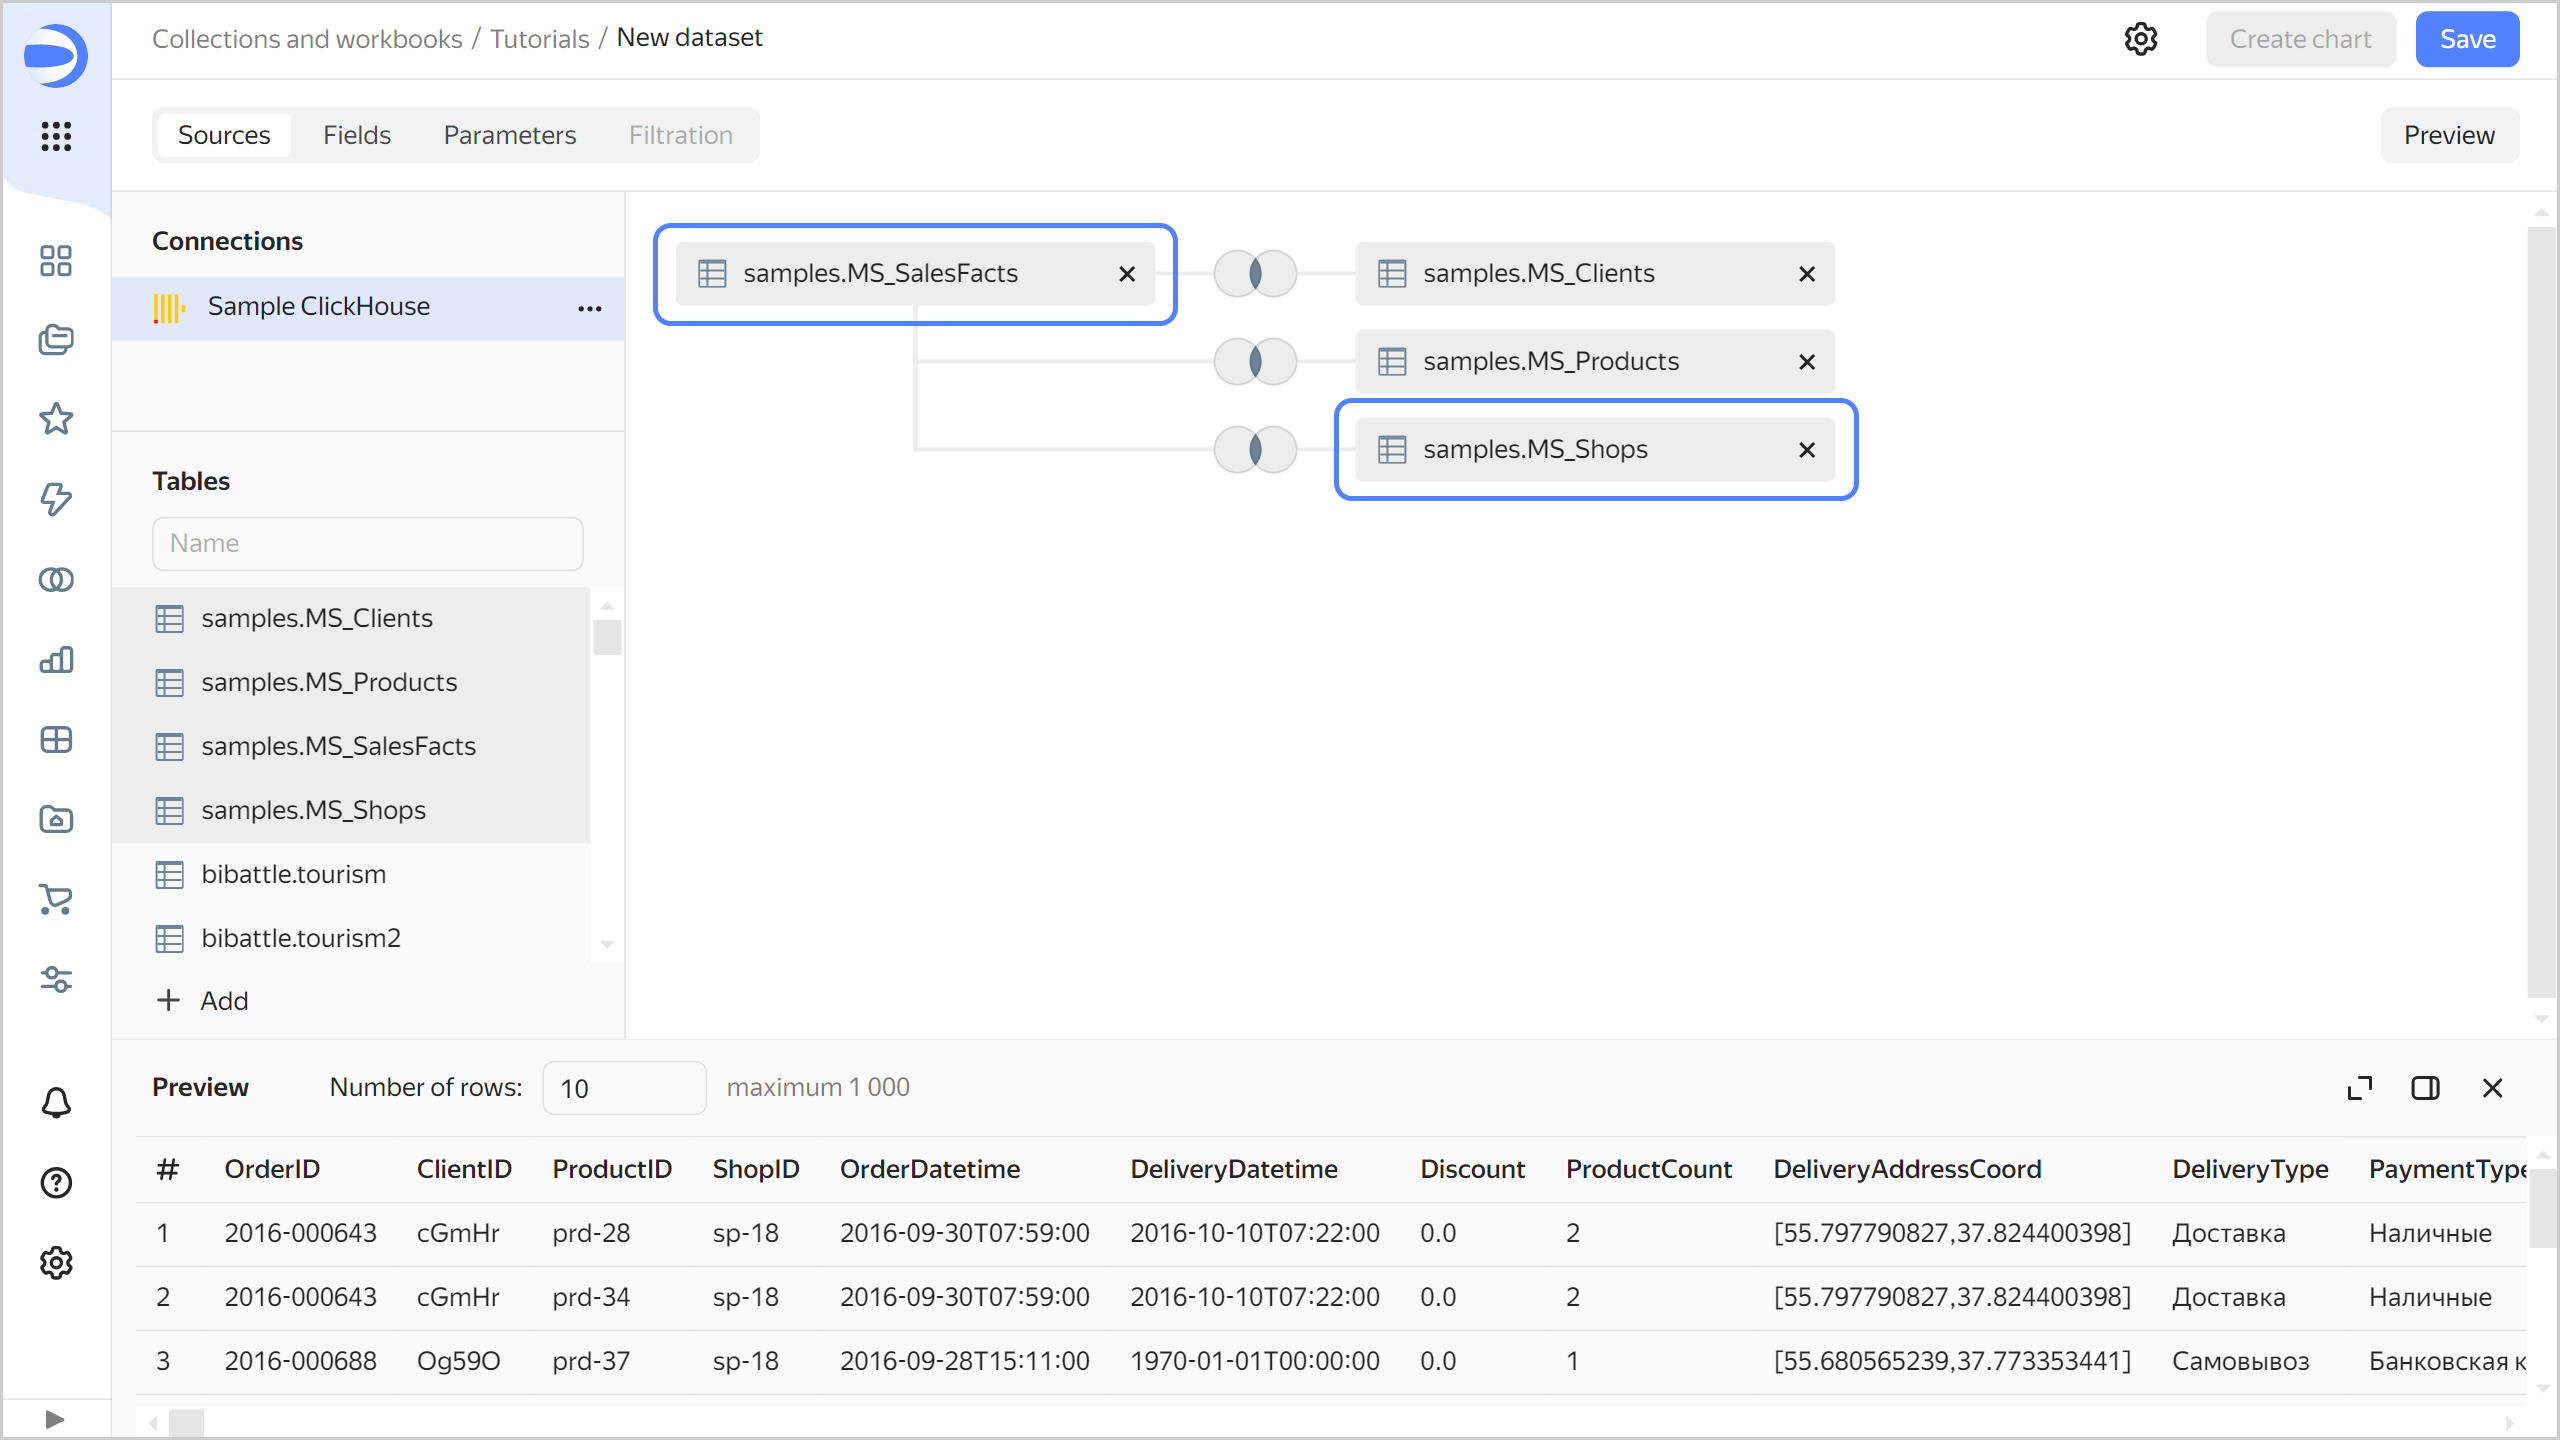 Collections and workbooks / Tutorials / New dataset
Create chart
Save
Sources
Fields
Parameters
Filtration
Preview
Connections
Sample ClickHouse
Tables
Name
samples.MS_Clients
samples.MS_Products
samples.MS_SalesFacts
samples.MS_Shops
bibattle.tourism
bibattle.tourism2
+ Add
samples.MS_SalesFacts
samples.MS_Clients
samples.MS_Products
samples.MS_Shops
Preview
Number of rows: 10 maximum 1 000
# OrderID ClientID ProductID ShopID OrderDatetime DeliveryDatetime Discount ProductCount DeliveryAddressCoord DeliveryType PaymentType
1 2016-000643 cGmHr prd-28 sp-18 2016-09-30T07:59:00 2016-10-10T07:22:00 0.0 2 [55.797790827,37.824400398] Доставка Наличные
2 2016-000643 cGmHr prd-34 sp-18 2016-09-30T07:59:00 2016-10-10T07:22:00 0.0 2 [55.797790827,37.824400398] Доставка Наличные
3 2016-000688 Og59O prd-37 sp-18 2016-09-28T15:11:00 1970-01-01T00:00:00 0.0 1 [55.680565239,37.773353441] Самовывоз Банковская к